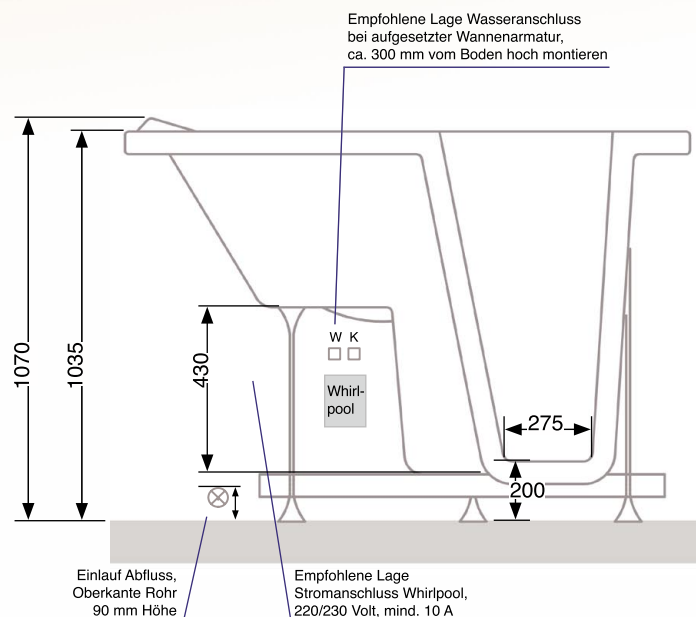 Empfohlene Lage Wasseranschluss
bei aufgesetzter Wannenarmatur,
ca. 300 mm vom Boden hoch montieren
1070
1035
430
W K
Whirl-
pool
275
200
Einlauf Abfluss,
Oberkante Rohr
90 mm Höhe
Empfohlene Lage
Stromanschluss Whirlpool,
220/230 Volt, mind. 10 A